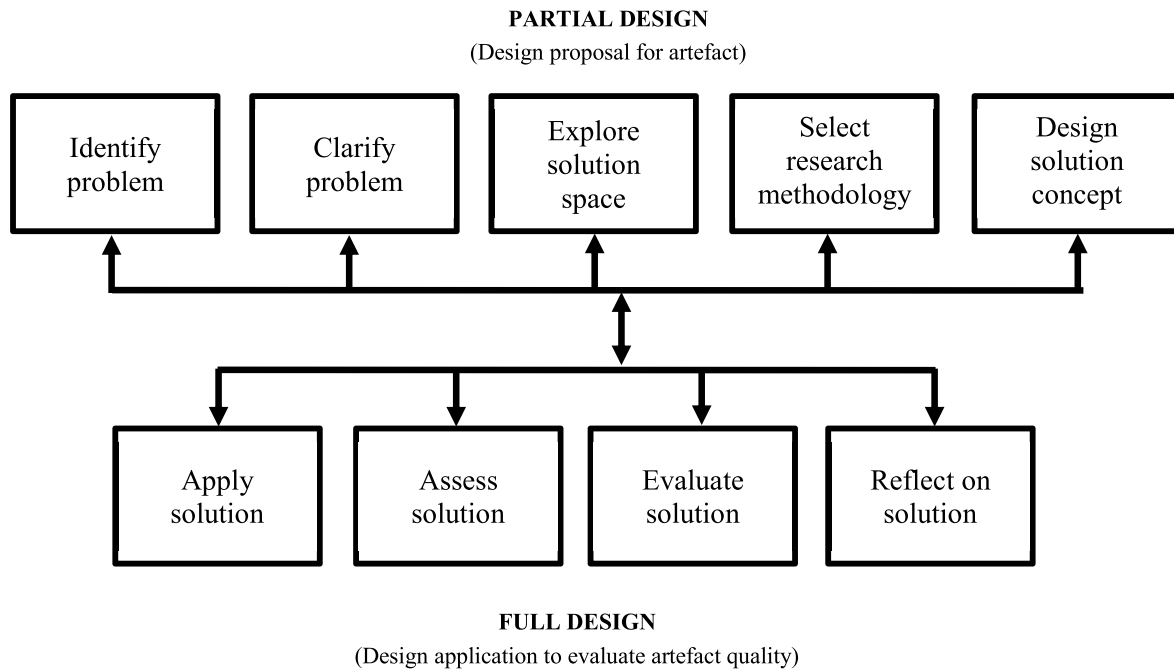 PARTIAL DESIGN
(Design proposal for artefact)
Identify
problem
Clarify
problem
Explore
solution
space
Select
research
methodology
Design
solution
concept
Apply
solution
Assess
solution
Evaluate
solution
Reflect on
solution
FULL DESIGN
(Design application to evaluate artefact quality)